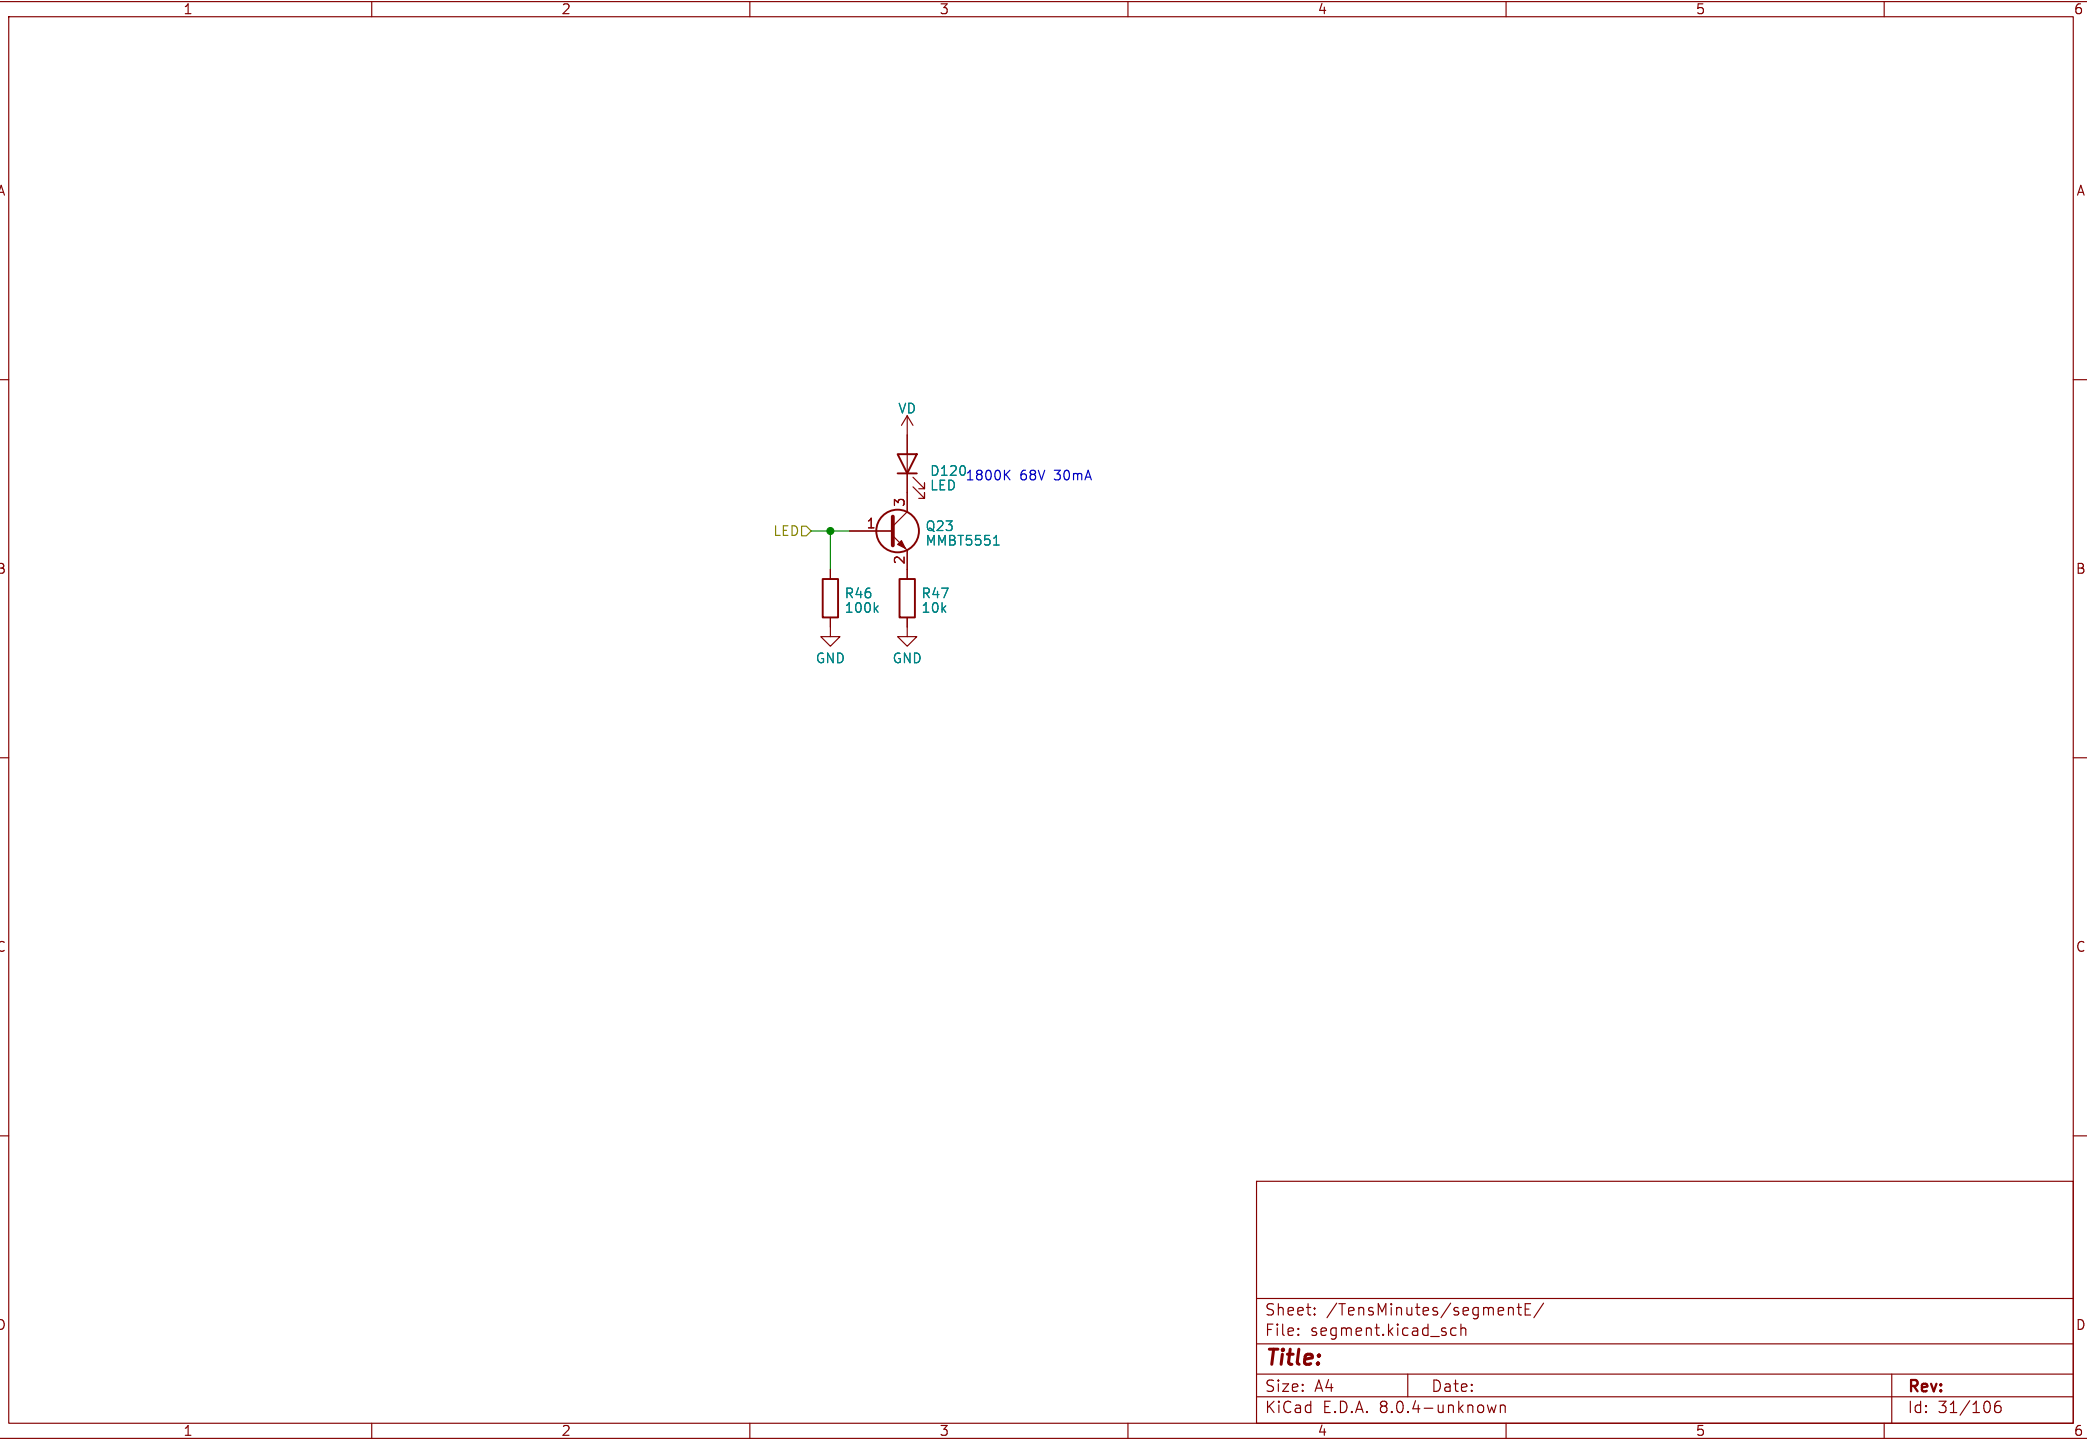 1 2 3 4 5 6
A A
VD
D120
LED
1800K 68V 30mA
3
LED
1
Q23
MMBT5551
2
B B
R46
100k
R47
10k
GND
GND
C C
Sheet: /TensMinutes/segmentE/
File: segment.kicad_sch
D D
Title:
Size: A4
Date:
Rev:
KiCad E.D.A. 8.0.4-unknown
Id: 31/106
1 2 3 4 5 6